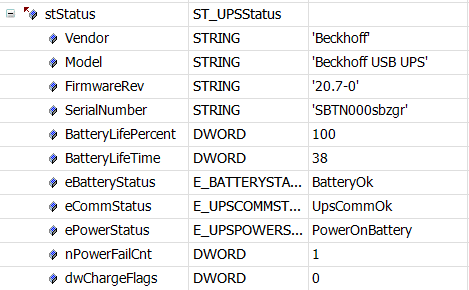 stStatus ST_UPSStatus
Vendor STRING 'Beckhoff'
Model STRING 'Beckhoff USB UPS'
FirmwareRev STRING '20.7-0'
SerialNumber STRING 'SBTN000sbzgr'
BatteryLifePercent DWORD 100
BatteryLifeTime DWORD 38
eBatteryStatus E_BATTERYSTA... BatteryOk
eCommStatus E_UPSCOMMST... UpsCommOk
ePowerStatus E_UPSPOWERS... PowerOnBattery
nPowerFailCnt DWORD 1
dwChargeFlags DWORD 0